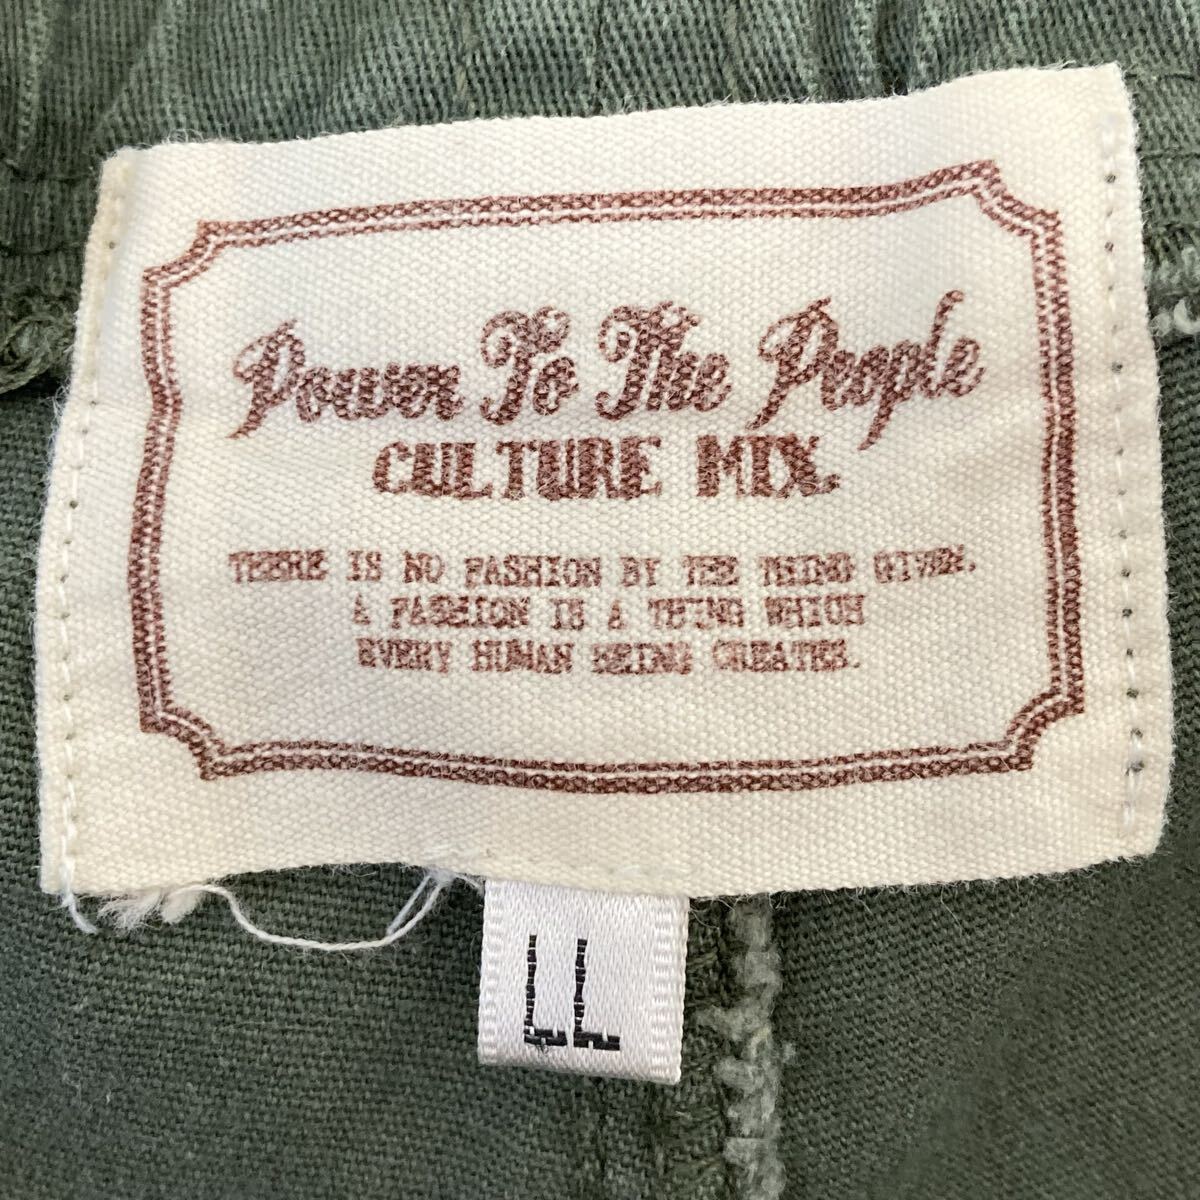 Power To The People
CULTURE MIX.
THERE IS NO FASHION BY THE THING GIVEN.
A FASHION IS A THING WHICH
EVERY HUMAN BEING CREATES.
LL